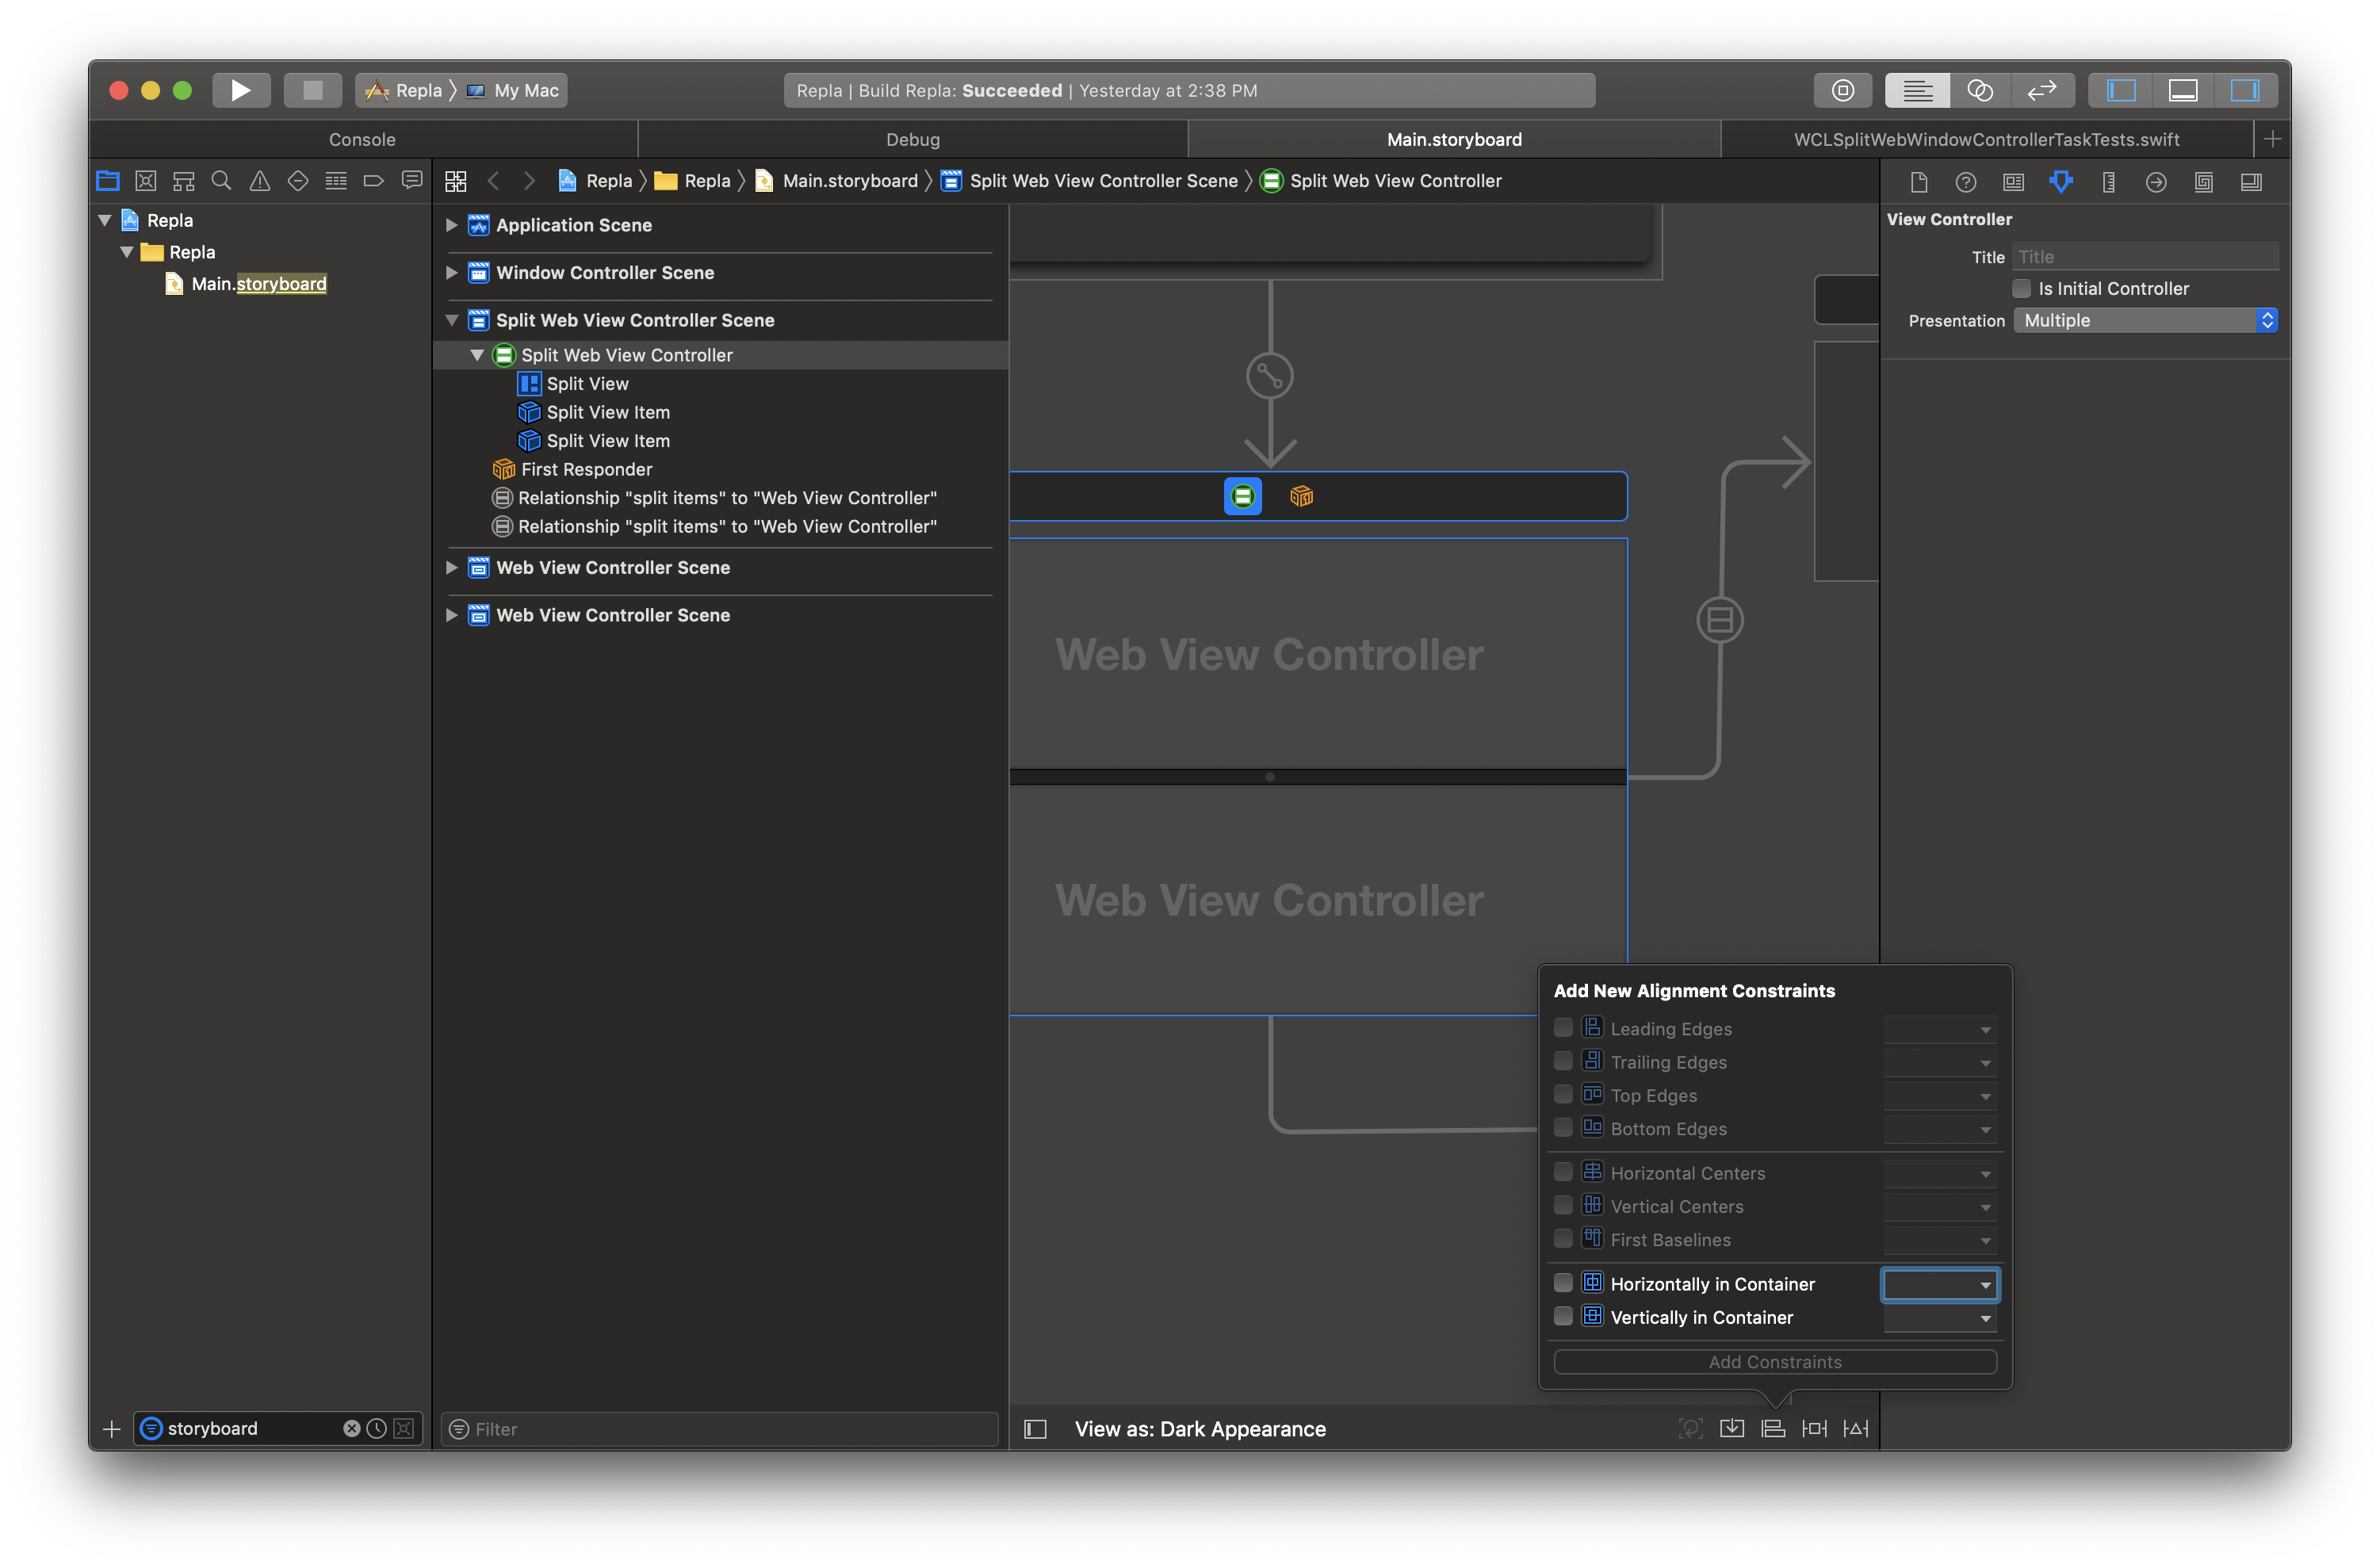 Repla 〉 My Mac
Repla | Build Repla: Succeeded | Yesterday at 2:38 PM
Console
Debug
Main.storyboard
WCLSplitWebWindowControllerTaskTests.swift
Repla
Repla
Main.storyboard
storyboard
Repla 〉 Repla 〉 Main.storyboard 〉 Split Web View Controller Scene 〉 Split Web View Controller
Application Scene
Window Controller Scene
Split Web View Controller Scene
Split Web View Controller
Split View
Split View Item
Split View Item
First Responder
Relationship "split items" to "Web View Controller"
Relationship "split items" to "Web View Controller"
Web View Controller Scene
Web View Controller Scene
Filter
Web View Controller
Web View Controller
View as: Dark Appearance
Add New Alignment Constraints
Leading Edges
Trailing Edges
Top Edges
Bottom Edges
Horizontal Centers
Vertical Centers
First Baselines
Horizontally in Container
Vertically in Container
Add Constraints
View Controller
Title Title
Is Initial Controller
Presentation Multiple